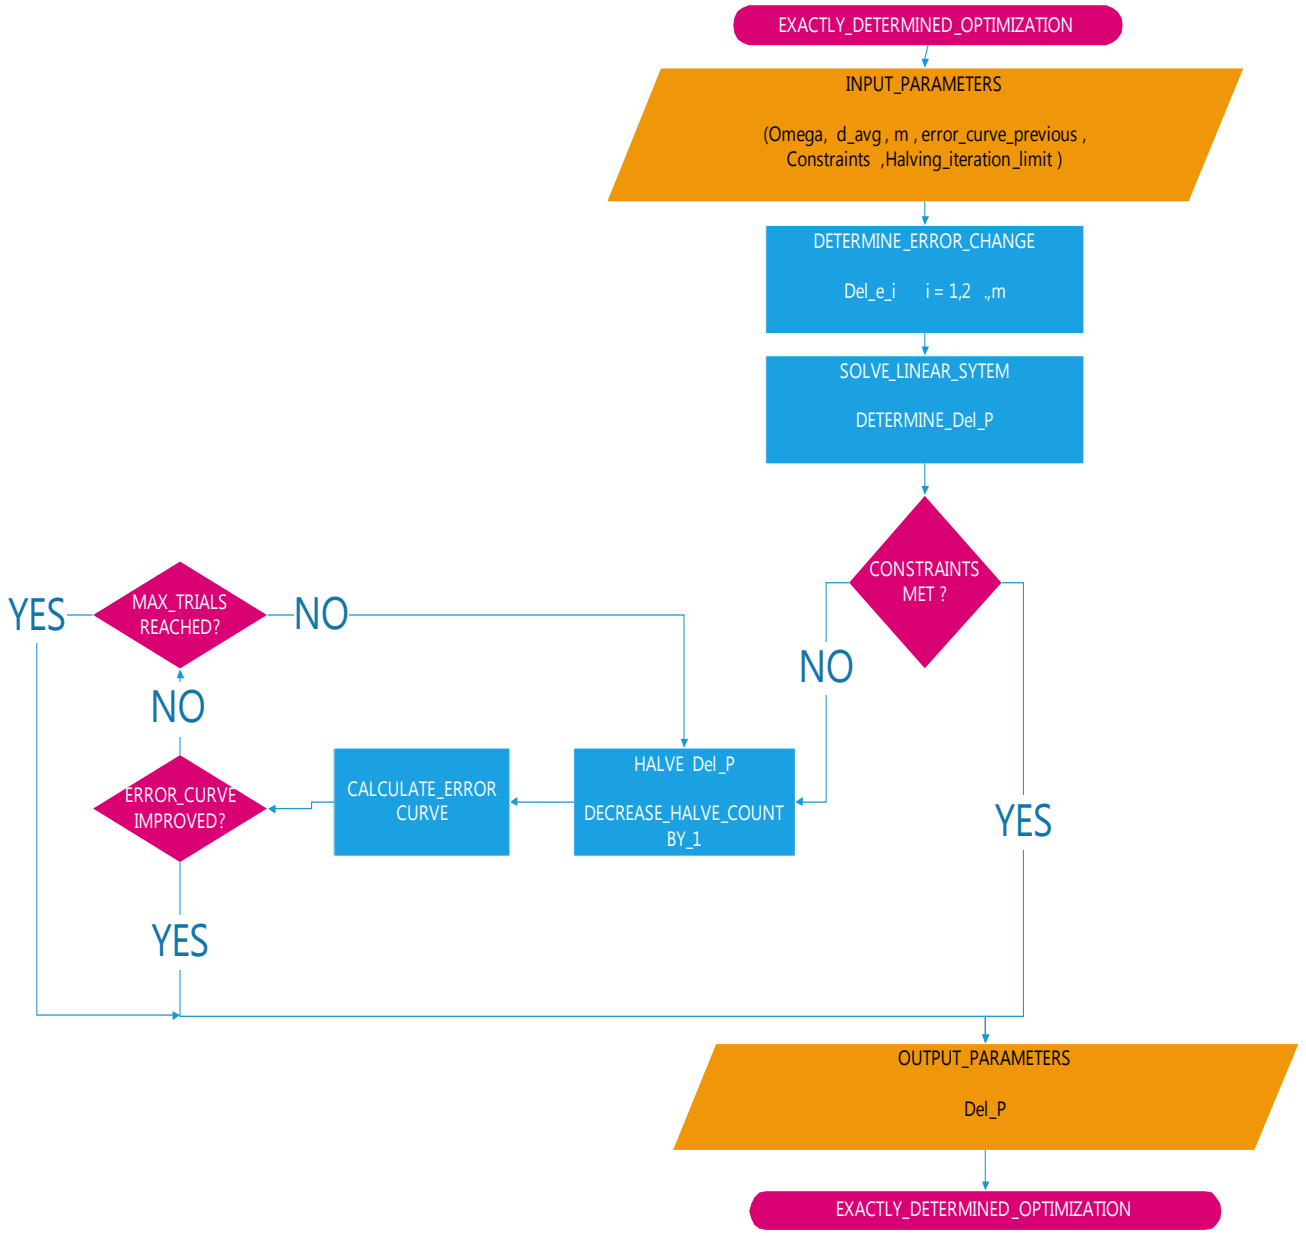 EXACTLY_DETERMINED_OPTIMIZATION
INPUT_PARAMETERS
(Omega, d_avg , m , error_curve_previous ,
Constraints ,Halving_iteration_limit )
DETERMINE_ERROR_CHANGE
Del_e_i i = 1,2 .,m
SOLVE_LINEAR_SYTEM
DETERMINE_Del_P
CONSTRAINTS
MET ?
MAX_TRIALS
REACHED?
YES
NO
NO
NO
HALVE Del_P
DECREASE_HALVE_COUNT
BY_1
CALCULATE_ERROR
CURVE
ERROR_CURVE
IMPROVED?
YES
YES
OUTPUT_PARAMETERS
Del_P
EXACTLY_DETERMINED_OPTIMIZATION